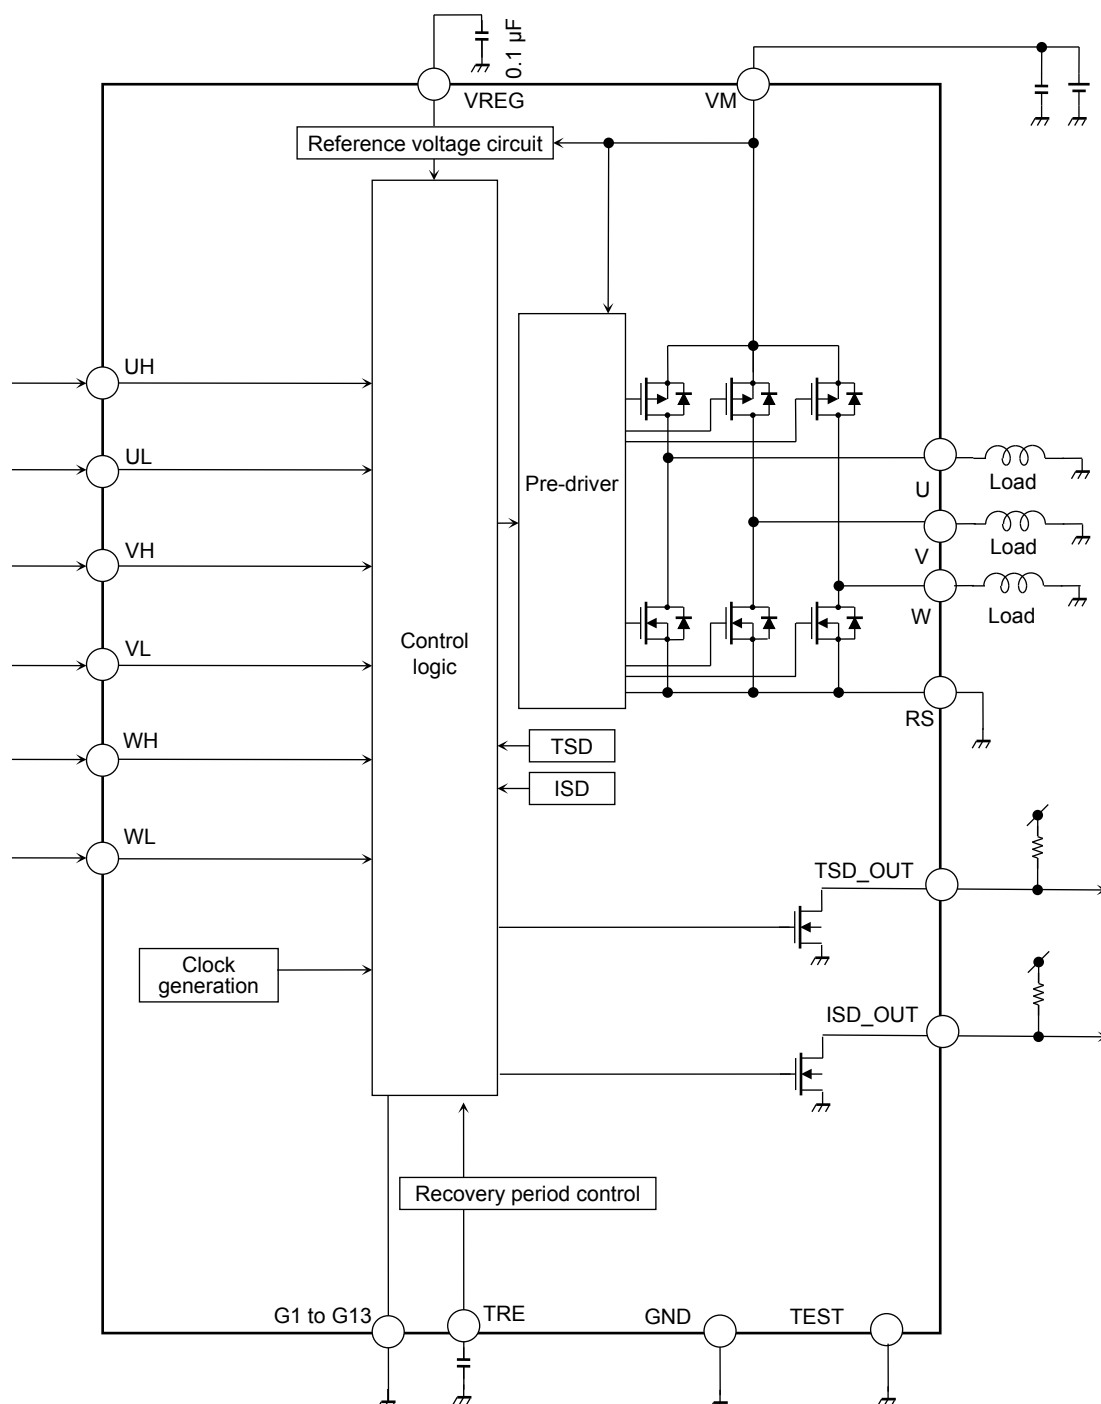 0.1 μF
VREG
VM
Reference voltage circuit
UH
UL
VH
VL
WH
WL
Control
logic
Pre-driver
U
Load
V
Load
W
Load
RS
TSD
ISD
TSD_OUT
Clock
generation
ISD_OUT
Recovery period control
G1 to G13
TRE
GND
TEST